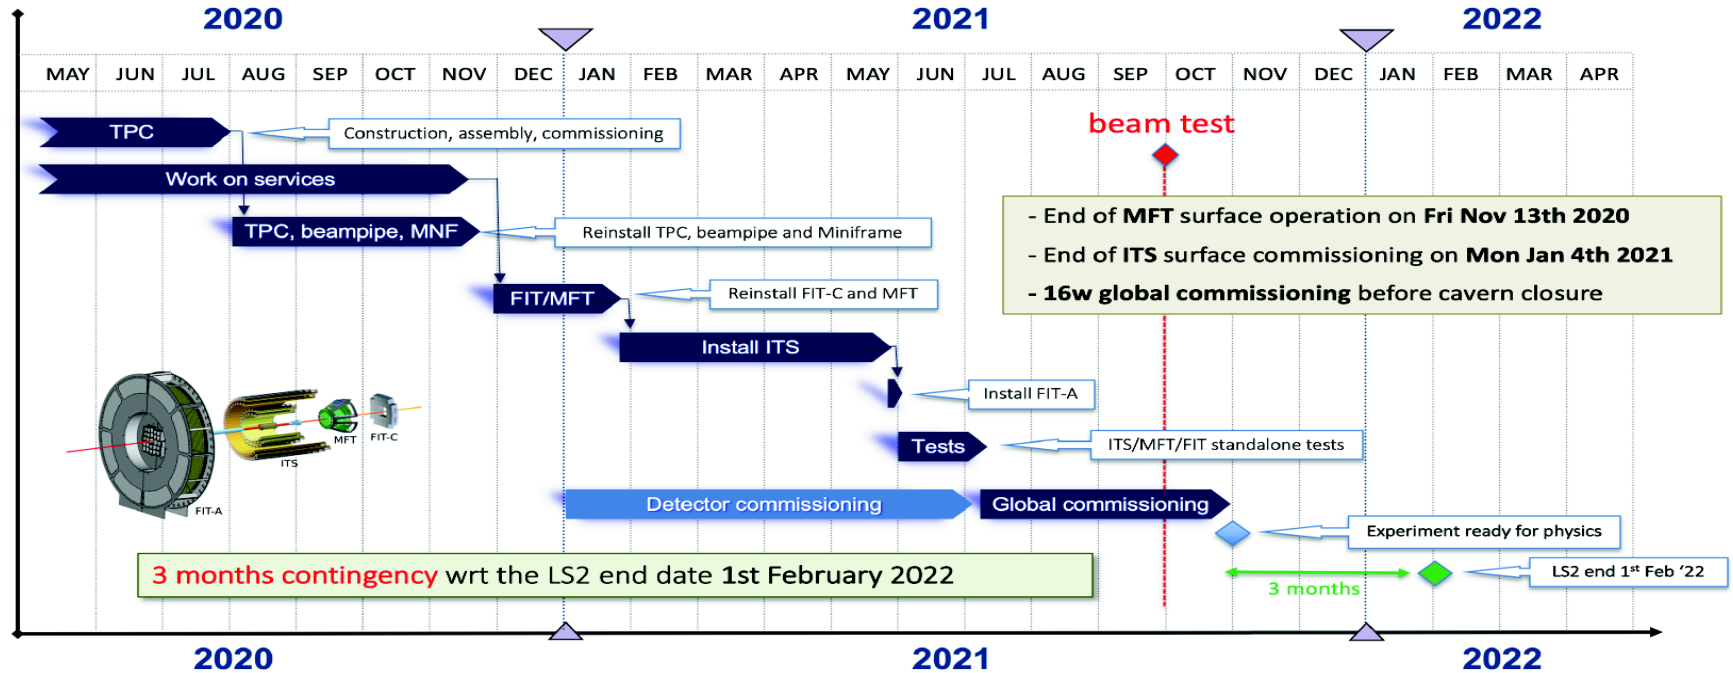 2020 2021 2022
MAY JUN JUL AUG SEP OCT NOV DEC JAN FEB MAR APR MAY JUN JUL AUG SEP OCT NOV DEC JAN FEB MAR APR
TPC
Construction, assembly, commissioning
beam test
Work on services
TPC, beampipe, MNF
Reinstall TPC, beampipe and Miniframe
- End of MFT surface operation on Fri Nov 13th 2020
- End of ITS surface commissioning on Mon Jan 4th 2021
- 16w global commissioning before cavern closure
FIT/MFT
Reinstall FIT-C and MFT
Install ITS
Install FIT-A
FIT-A
ITS
MFT
FIT-C
Tests
ITS/MFT/FIT standalone tests
Detector commissioning
Global commissioning
Experiment ready for physics
3 months contingency wrt the LS2 end date 1st February 2022
3 months
LS2 end 1st Feb ‘22
2020 2021 2022